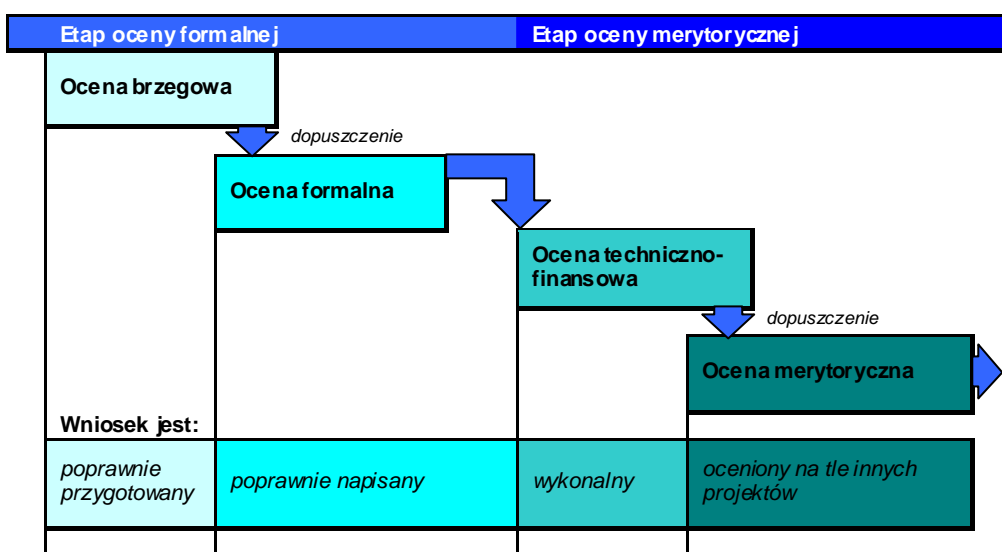 Etap oceny formalnej
Etap oceny merytorycznej
Ocena brzegowa
dopuszczenie
Ocena formalna
Ocena techniczno-
finansowa
dopuszczenie
Ocena merytoryczna
Wniosek jest:
poprawnie
przygotowany
poprawnie napisany
wykonalny
oceniony na tle innych
projektów